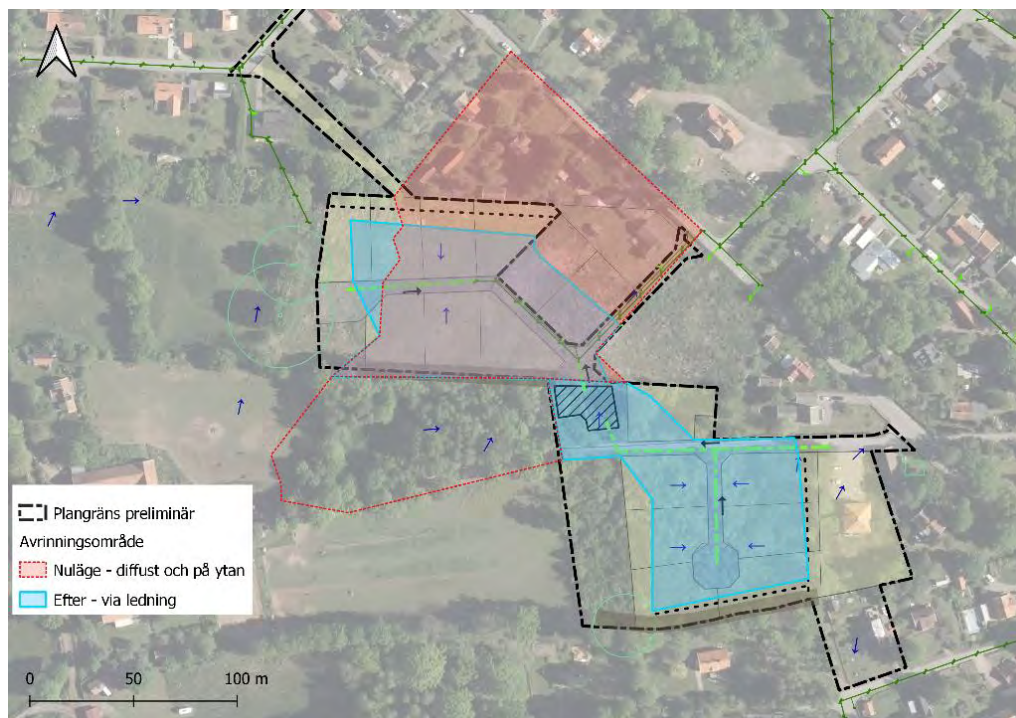 Plangräns preliminär
Avrinningsområde
Nuläge - diffust och på ytan
Efter - via ledning
0 50 100 m